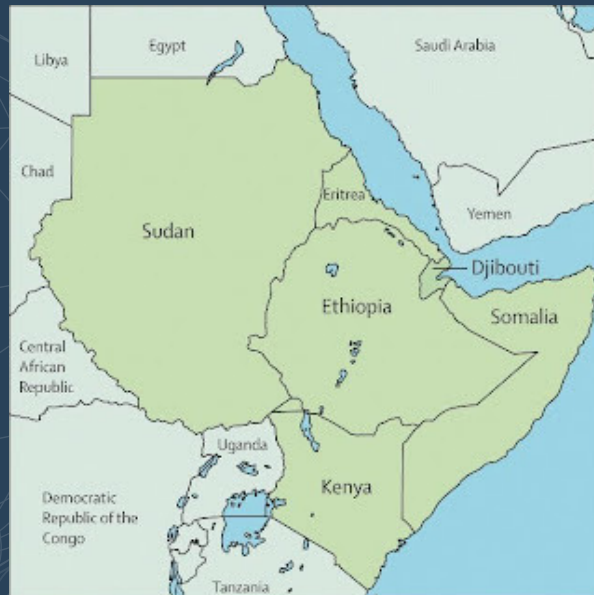 Libya
Egypt
Saudi Arabia
Chad
Eritrea
Yemen
Sudan
Djibouti
Ethiopia
Somalia
Central
African
Republic
Uganda
Kenya
Democratic
Republic of the
Congo
Tanzania